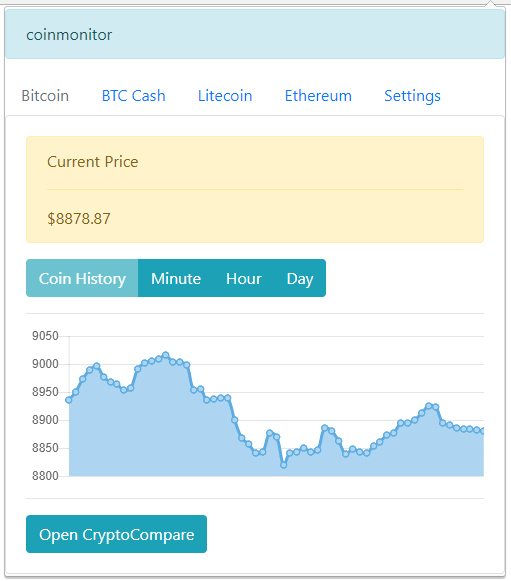 coinmonitor
Bitcoin BTC Cash Litecoin Ethereum Settings
Current Price
$8878.87
Coin History Minute Hour Day
9050
9000
8950
8900
8850
8800
Open CryptoCompare